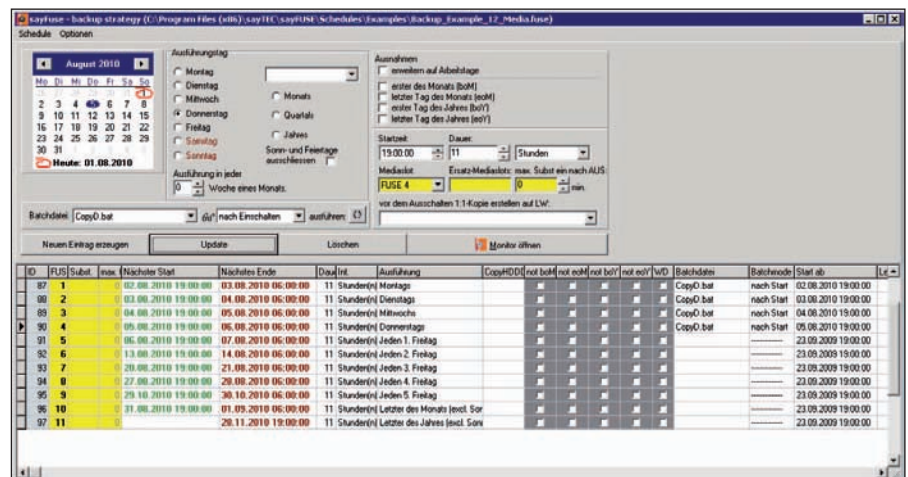 sayFuse - backup strategy (C:\Program Files (x86)\sayTEC\sayFUSE\Schedules\Examples\Backup_Example_12_Media.fuse)
Schedule Optionen
August 2010
Mo Di Mi Do Fr Sa So
1
2 3 4 5 6 7 8
9 10 11 12 13 14 15
16 17 18 19 20 21 22
23 24 25 26 27 28 29
30 31
Heute: 01.08.2010
Ausführungstag
Montag
Dienstag
Mittwoch
Donnerstag
Freitag
Samstag
Sonntag
Monats
Quartals
Jahres
Sonn- und Feiertage
ausschliessen
Ausführung in jeder
0 Woche eines Monats.
Ausnahmen
erweitern auf Arbeitstage
erster des Monats (boM)
letzter Tag des Monats (eoM)
erster Tag des Jahres (boY)
letzter Tag des Jahres (eoY)
Startzeit: Dauer:
19:00:00 11 Stunden
Mediaslot: Ersatz-Mediaslots: max. Subst ein nach AUS:
FUSE 4 0 min.
vor dem Ausschalten 1:1-Kopie erstellen auf LW:
Batchdatei CopyD.bat nach Einschalten ausführen:
Neuen Eintrag erzeugen Update Löschen Monitor öffnen
ID FUS Subst. max. Nächster Start Nächstes Ende Dau Int. Ausführung CopyHDD not boM not eoM not boY not eoY WD Batchdatei Batchmode Start ab
87 1 0 02.08.2010 19:00:00 03.08.2010 06:00:00 11 Stunden(n) Montags CopyD.bat nach Start 02.08.2010 19:00:00
88 2 0 03.08.2010 19:00:00 04.08.2010 06:00:00 11 Stunden(n) Dienstags CopyD.bat nach Start 03.08.2010 19:00:00
89 3 0 04.08.2010 19:00:00 05.08.2010 06:00:00 11 Stunden(n) Mittwochs CopyD.bat nach Start 04.08.2010 19:00:00
90 4 0 05.08.2010 19:00:00 06.08.2010 06:00:00 11 Stunden(n) Donnerstags CopyD.bat nach Start 05.08.2010 19:00:00
91 5 0 06.08.2010 19:00:00 07.08.2010 06:00:00 11 Stunden(n) Jeden 1. Freitag ---------- 23.09.2009 19:00:00
92 6 0 13.08.2010 19:00:00 14.08.2010 06:00:00 11 Stunden(n) Jeden 2. Freitag ---------- 23.09.2009 19:00:00
93 7 0 20.08.2010 19:00:00 21.08.2010 06:00:00 11 Stunden(n) Jeden 3. Freitag ---------- 23.09.2009 19:00:00
94 8 0 27.08.2010 19:00:00 28.08.2010 06:00:00 11 Stunden(n) Jeden 4. Freitag ---------- 23.09.2009 19:00:00
95 9 0 29.10.2010 19:00:00 30.10.2010 06:00:00 11 Stunden(n) Jeden 5. Freitag ---------- 23.09.2009 19:00:00
96 10 0 31.08.2010 19:00:00 01.09.2010 06:00:00 11 Stunden(n) Letzter des Monats (excl. Son ---------- 23.09.2009 19:00:00
97 11 0 20.11.2010 19:00:00 11 Stunden(n) Letzter des Jahres (excl. Sonn ---------- 23.09.2009 19:00:00